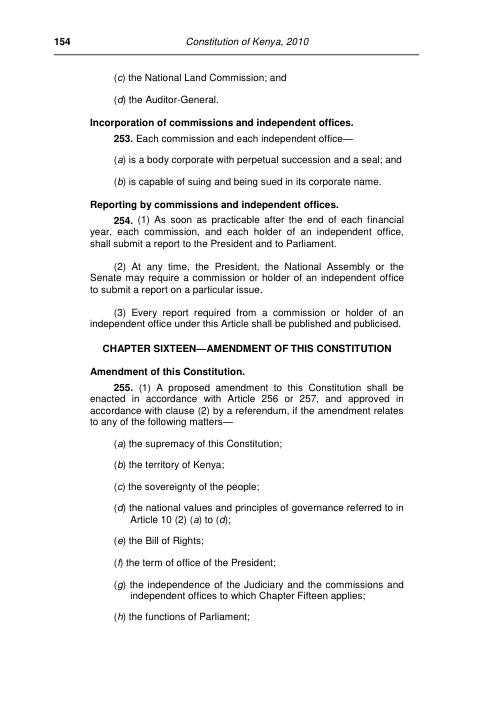 154 Constitution of Kenya, 2010
(c) the National Land Commission; and
(d) the Auditor-General.
Incorporation of commissions and independent offices.
253. Each commission and each independent office—
(a) is a body corporate with perpetual succession and a seal; and
(b) is capable of suing and being sued in its corporate name.
Reporting by commissions and independent offices.
254. (1) As soon as practicable after the end of each financial
year, each commission, and each holder of an independent office,
shall submit a report to the President and to Parliament.
(2) At any time, the President, the National Assembly or the
Senate may require a commission or holder of an independent office
to submit a report on a particular issue.
(3) Every report required from a commission or holder of an
independent office under this Article shall be published and publicised.
CHAPTER SIXTEEN—AMENDMENT OF THIS CONSTITUTION
Amendment of this Constitution.
255. (1) A proposed amendment to this Constitution shall be
enacted in accordance with Article 256 or 257, and approved in
accordance with clause (2) by a referendum, if the amendment relates
to any of the following matters—
(a) the supremacy of this Constitution;
(b) the territory of Kenya;
(c) the sovereignty of the people;
(d) the national values and principles of governance referred to in
Article 10 (2) (a) to (d);
(e) the Bill of Rights;
(f) the term of office of the President;
(g) the independence of the Judiciary and the commissions and
independent offices to which Chapter Fifteen applies;
(h) the functions of Parliament;